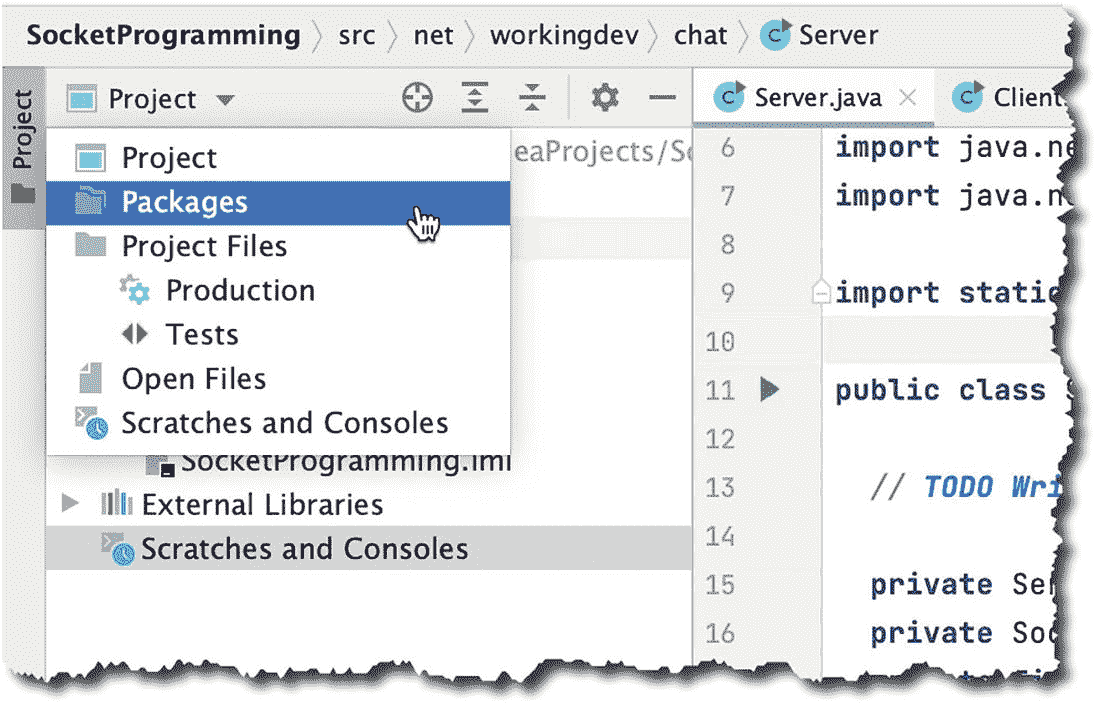 SocketProgramming src net workingdev chat Server
Project
Project
Server.java
Client.
Project
Packages
Project Files
Production
Tests
Open Files
Scratches and Consoles
eaProjects/So
SocketProgramming.iml
External Libraries
Scratches and Consoles
6 import java.ne
7 import java.n
8
9 import static
10
11 public class S
12
13 // TODO Wri
14
15 private Ser
16 private Soc